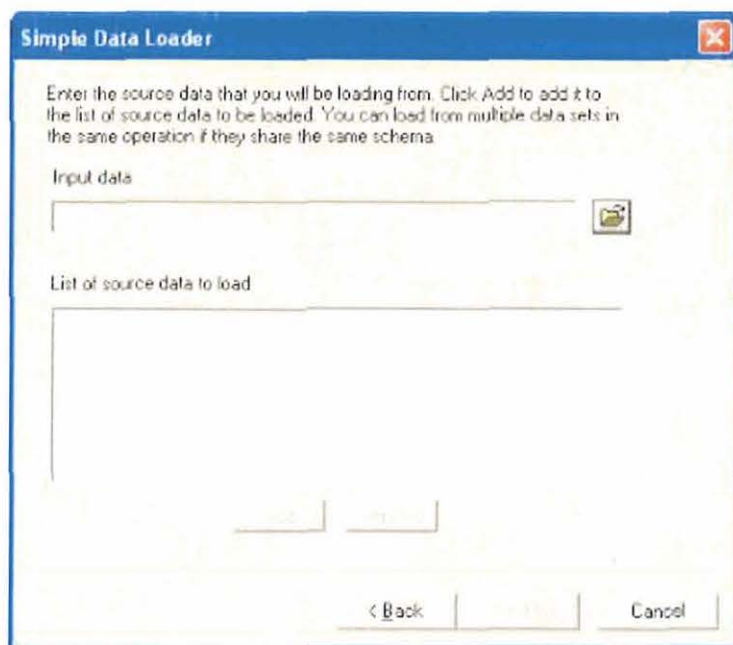 Simple Data Loader
Enter the source data that you will be loading from. Click Add to add it to
the list of source data to be loaded. You can load from multiple data sets in
the same operation if they share the same schema
Input data
List of source data to load
< Back
Cancel